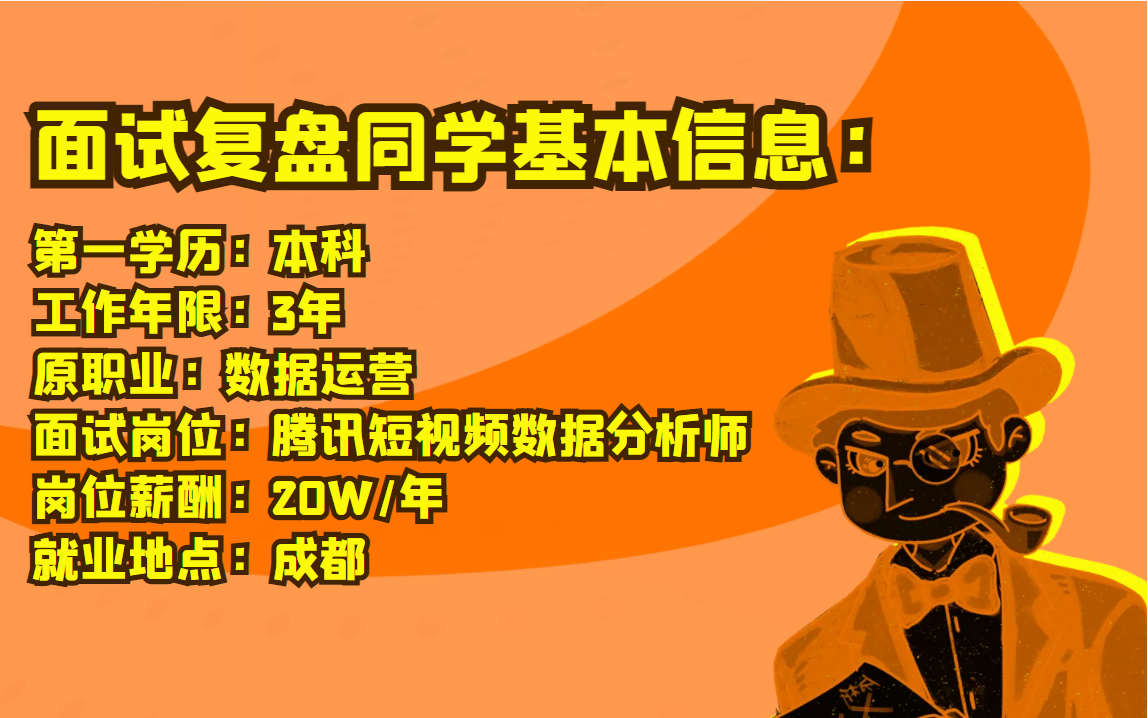 面试复盘同学基本信息：
第一学历：本科
工作年限：3年
原职业：数据运营
面试岗位：腾讯短视频数据分析师
岗位薪酬：20W/年
就业地点：成都